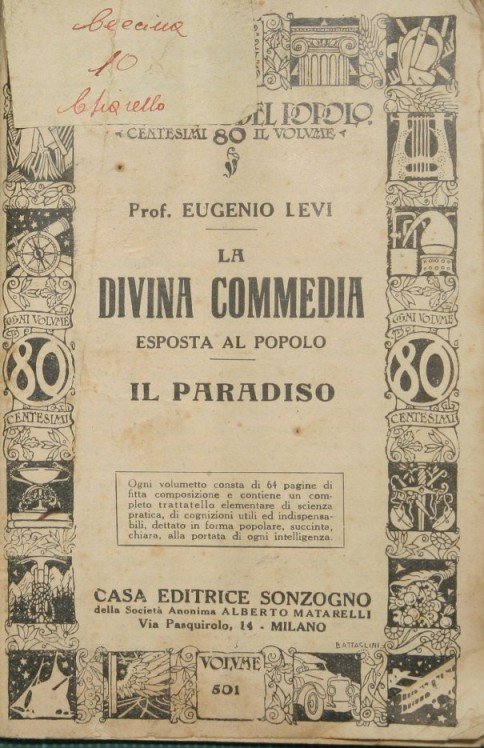 10
DEL POPOLO
CENTESIMI 80 IL VOLUME
Prof. EUGENIO LEVI
LA
DIVINA COMMEDIA
ESPOSTA AL POPOLO
IL PARADISO
OGNI VOLUME
80
CENTESIMI
OGNI VOLUME
80
CENTESIMI
Ogni volumetto consta di 64 pagine di
fitta composizione e contiene un com-
pleto trattatello elementare di scienza
pratica, di cognizioni utili ed indispensa-
bili, dettato in forma popolare, succinta,
chiara, alla portata di ogni intelligenza.
CASA EDITRICE SONZOGNO
della Società Anonima ALBERTO MATARELLI
Via Pasquirolo, 14 - MILANO
BATTAGLINI
VOLUME
501